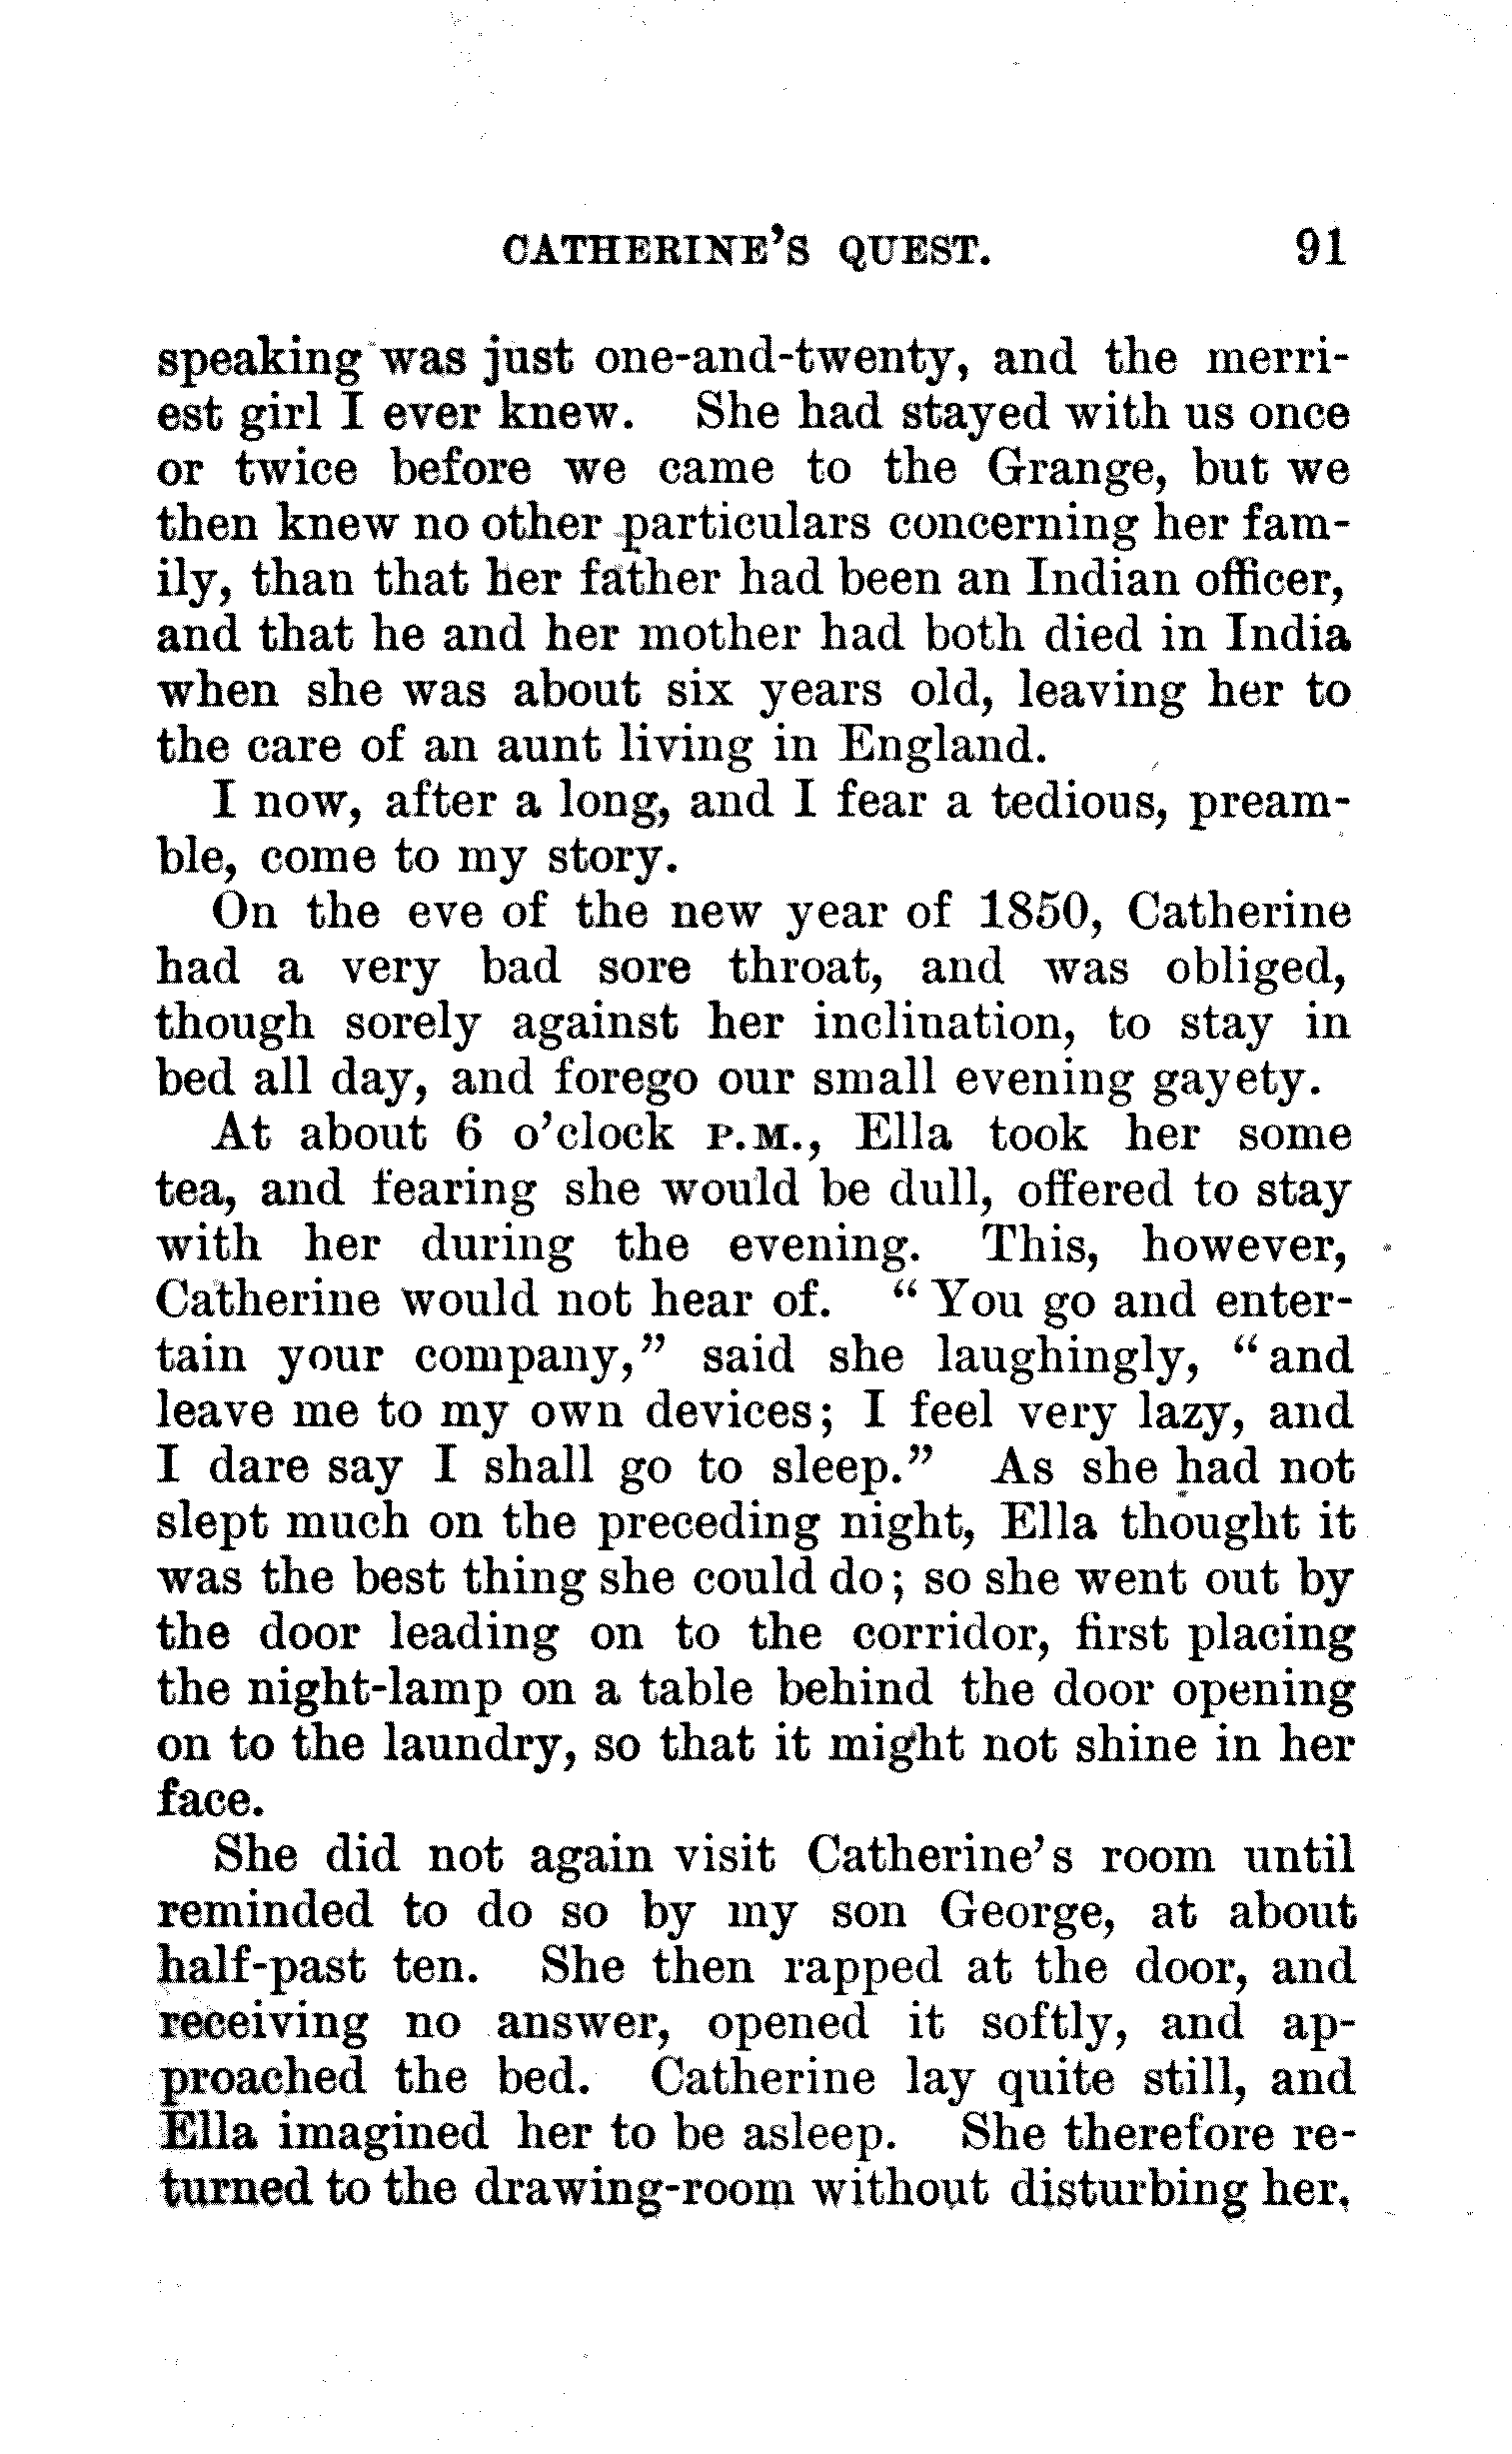 CATHERINE'S QUEST. 91
speaking was just one-and-twenty, and the merri-
est girl I ever knew. She had stayed with us once
or twice before we came to the Grange, but we
then knew no other particulars concerning her fam-
ily, than that her father had been an Indian officer,
and that he and her mother had both died in India
when she was about six years old, leaving her to
the care of an aunt living in England.
I now, after a long, and I fear a tedious, pream-
ble, come to my story.
On the eve of the new year of 1850, Catherine
had a very bad sore throat, and was obliged,
though sorely against her inclination, to stay in
bed all day, and forego our small evening gayety.
At about 6 o'clock P.M., Ella took her some
tea, and fearing she would be dull, offered to stay
with her during the evening. This, however,
Catherine would not hear of. “You go and enter-
tain your company,” said she laughingly, “and
leave me to my own devices; I feel very lazy, and
I dare say I shall go to sleep.” As she had not
slept much on the preceding night, Ella thought it
was the best thing she could do; so she went out by
the door leading on to the corridor, first placing
the night-lamp on a table behind the door opening
on to the laundry, so that it might not shine in her
face.
She did not again visit Catherine's room until
reminded to do so by my son George, at about
half-past ten. She then rapped at the door, and
receiving no answer, opened it softly, and ap-
proached the bed. Catherine lay quite still, and
Ella imagined her to be asleep. She therefore re-
turned to the drawing-room without disturbing her.